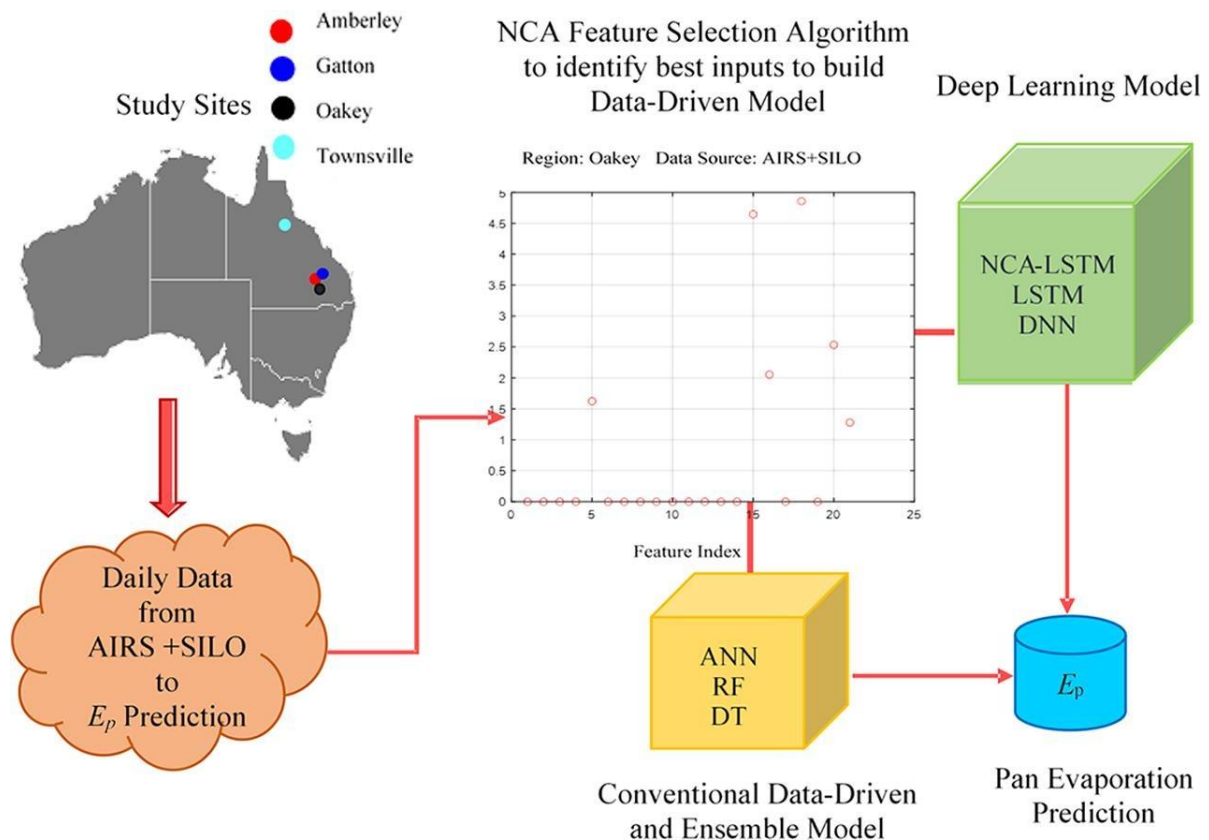 Amberley
Gatton
Oakey
Townsville
Study Sites
Daily Data
from
AIRS +SILO
to
Ep Prediction
NCA Feature Selection Algorithm
to identify best inputs to build
Data-Driven Model
Region: Oakey Data Source: AIRS+SILO
5
4.5
4
3.5
3
2.5
2
1.5
1
0.5
0
0 5 10 15 20 25
Feature Index
Deep Learning Model
NCA-LSTM
LSTM
DNN
ANN
RF
DT
Conventional Data-Driven
and Ensemble Model
Ep
Pan Evaporation
Prediction